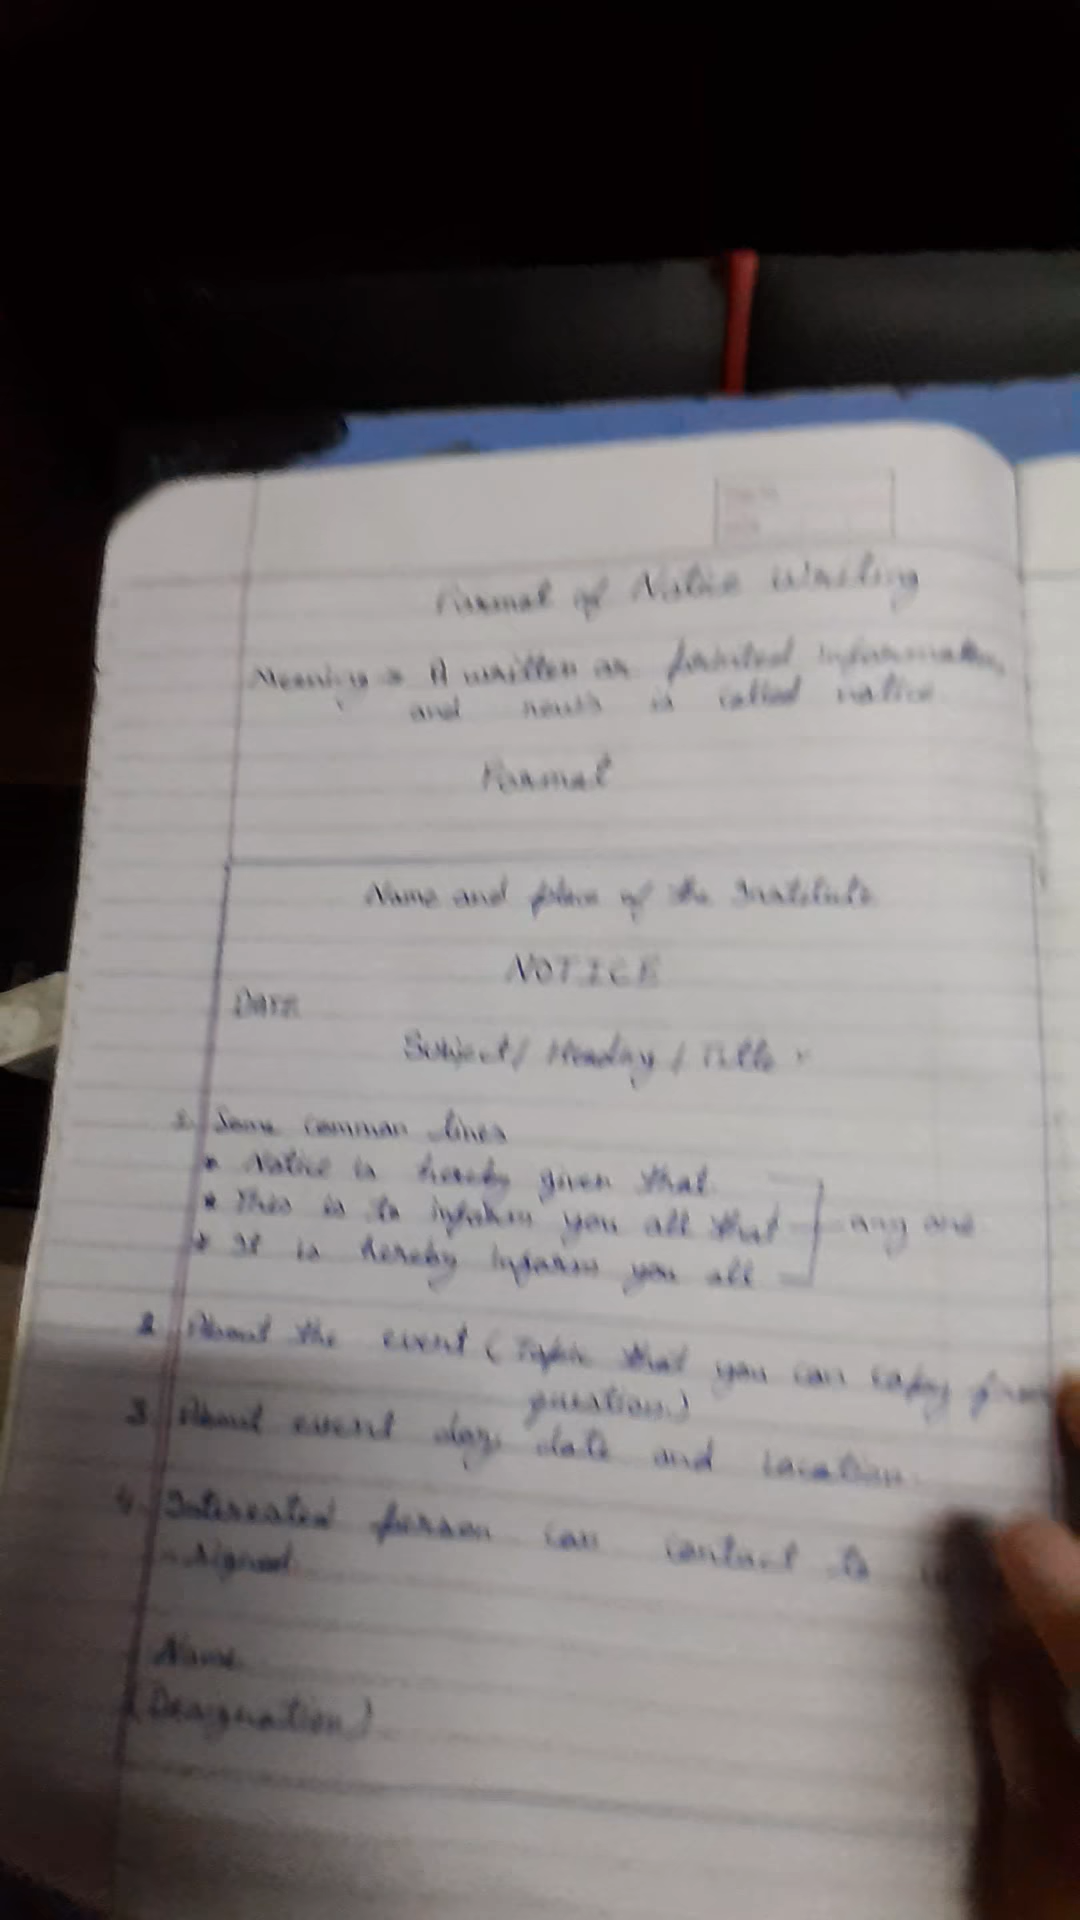 Format of Notice Writing
Meaning → A written or printed information
and news is called notice.
Format
Name and place of the Institute
NOTICE
DATE
Subject / Heading / Title
1. Some common lines
• Notice is hereby given that
• This is to inform you all that any one
• It is hereby inform you all
2. About the event (Topic that you can copy from
question)
3. About event day, date and location.
4. Interested person can contact to
Signed
Name
(Designation)